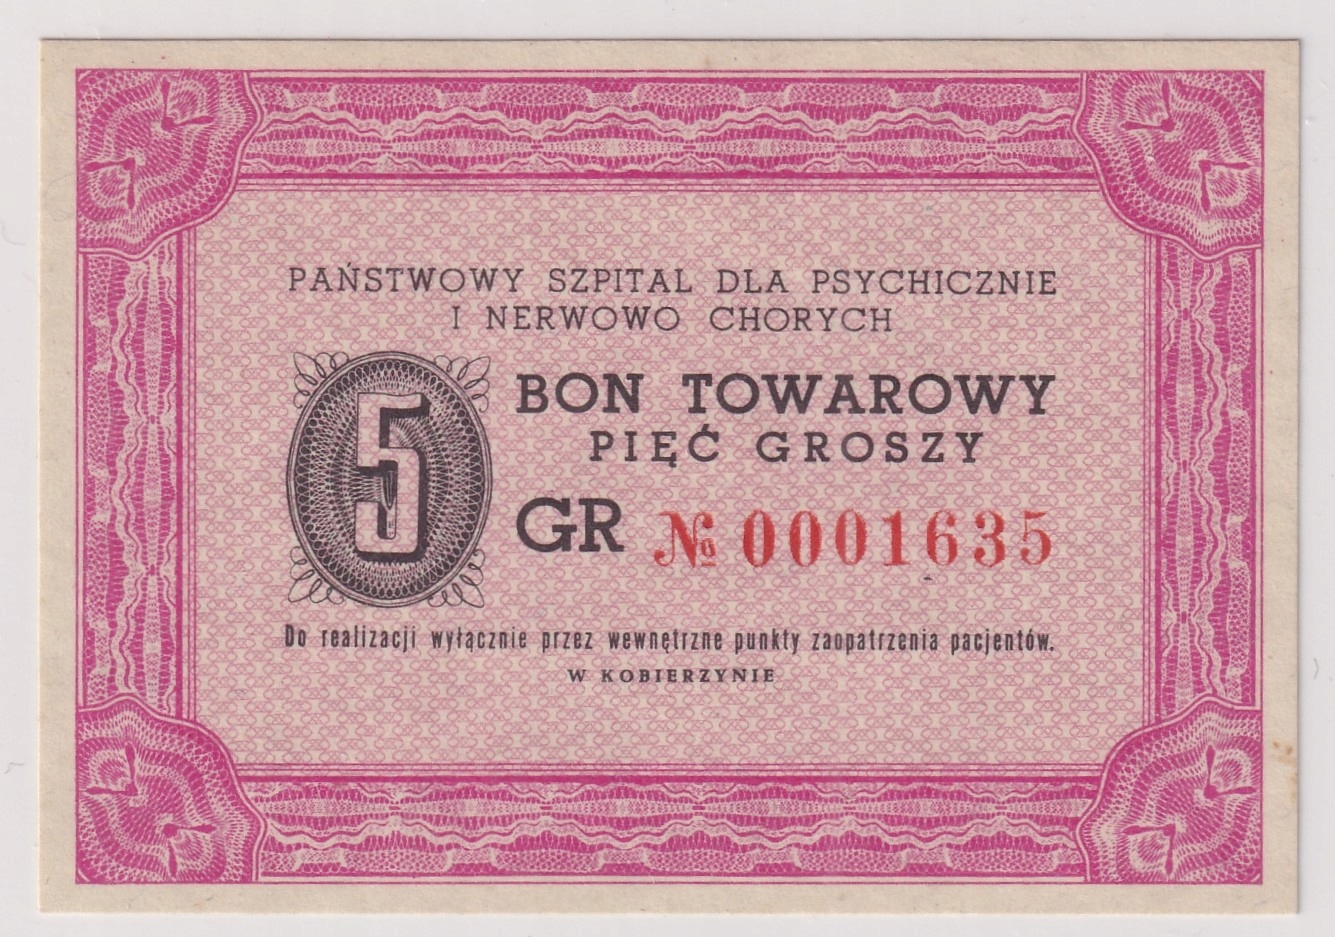 PAŃSTWOWY SZPITAL DLA PSYCHICZNIE
I NERWOWO CHORYCH
5
BON TOWAROWY
PIĘĆ GROSZY
GR № 0001635
Do realizacji wyłącznie przez wewnętrzne punkty zaopatrzenia pacjentów.
W KOBIERZYNIE